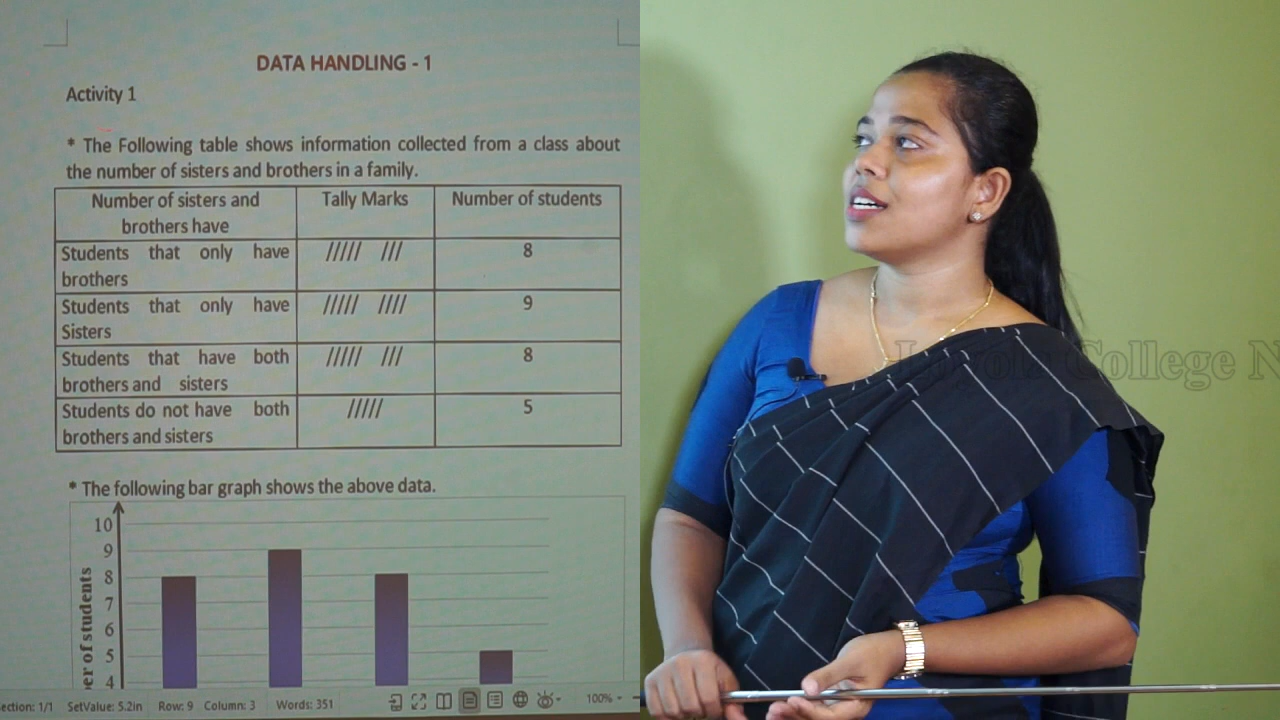 DATA HANDLING - 1
Activity 1
* The Following table shows information collected from a class about
the number of sisters and brothers in a family.
Number of sisters and
brothers have
Tally Marks
Number of students
Students that only have
brothers
///// ///
8
Students that only have
Sisters
///// ////
9
Students that have both
brothers and sisters
///// ///
8
Students do not have both
brothers and sisters
/////
5
* The following bar graph shows the above data.
10
9
8
7
6
5
4
of students
Loyola College N
Section: 1/1 SetValue: 5.2in Row: 9 Column: 3 Words: 351 100%